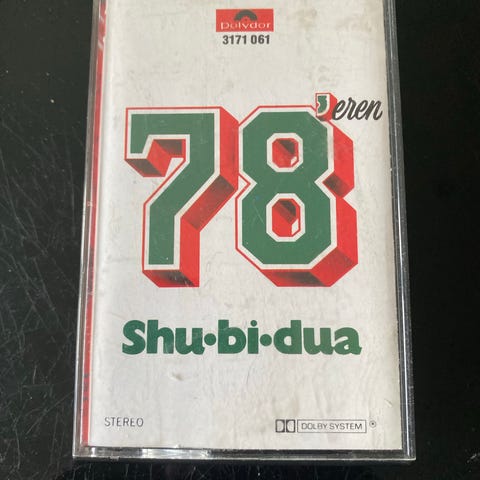 Polydor
3171 061
78'eren
Shu·bi·dua
STEREO
DOLBY SYSTEM ®